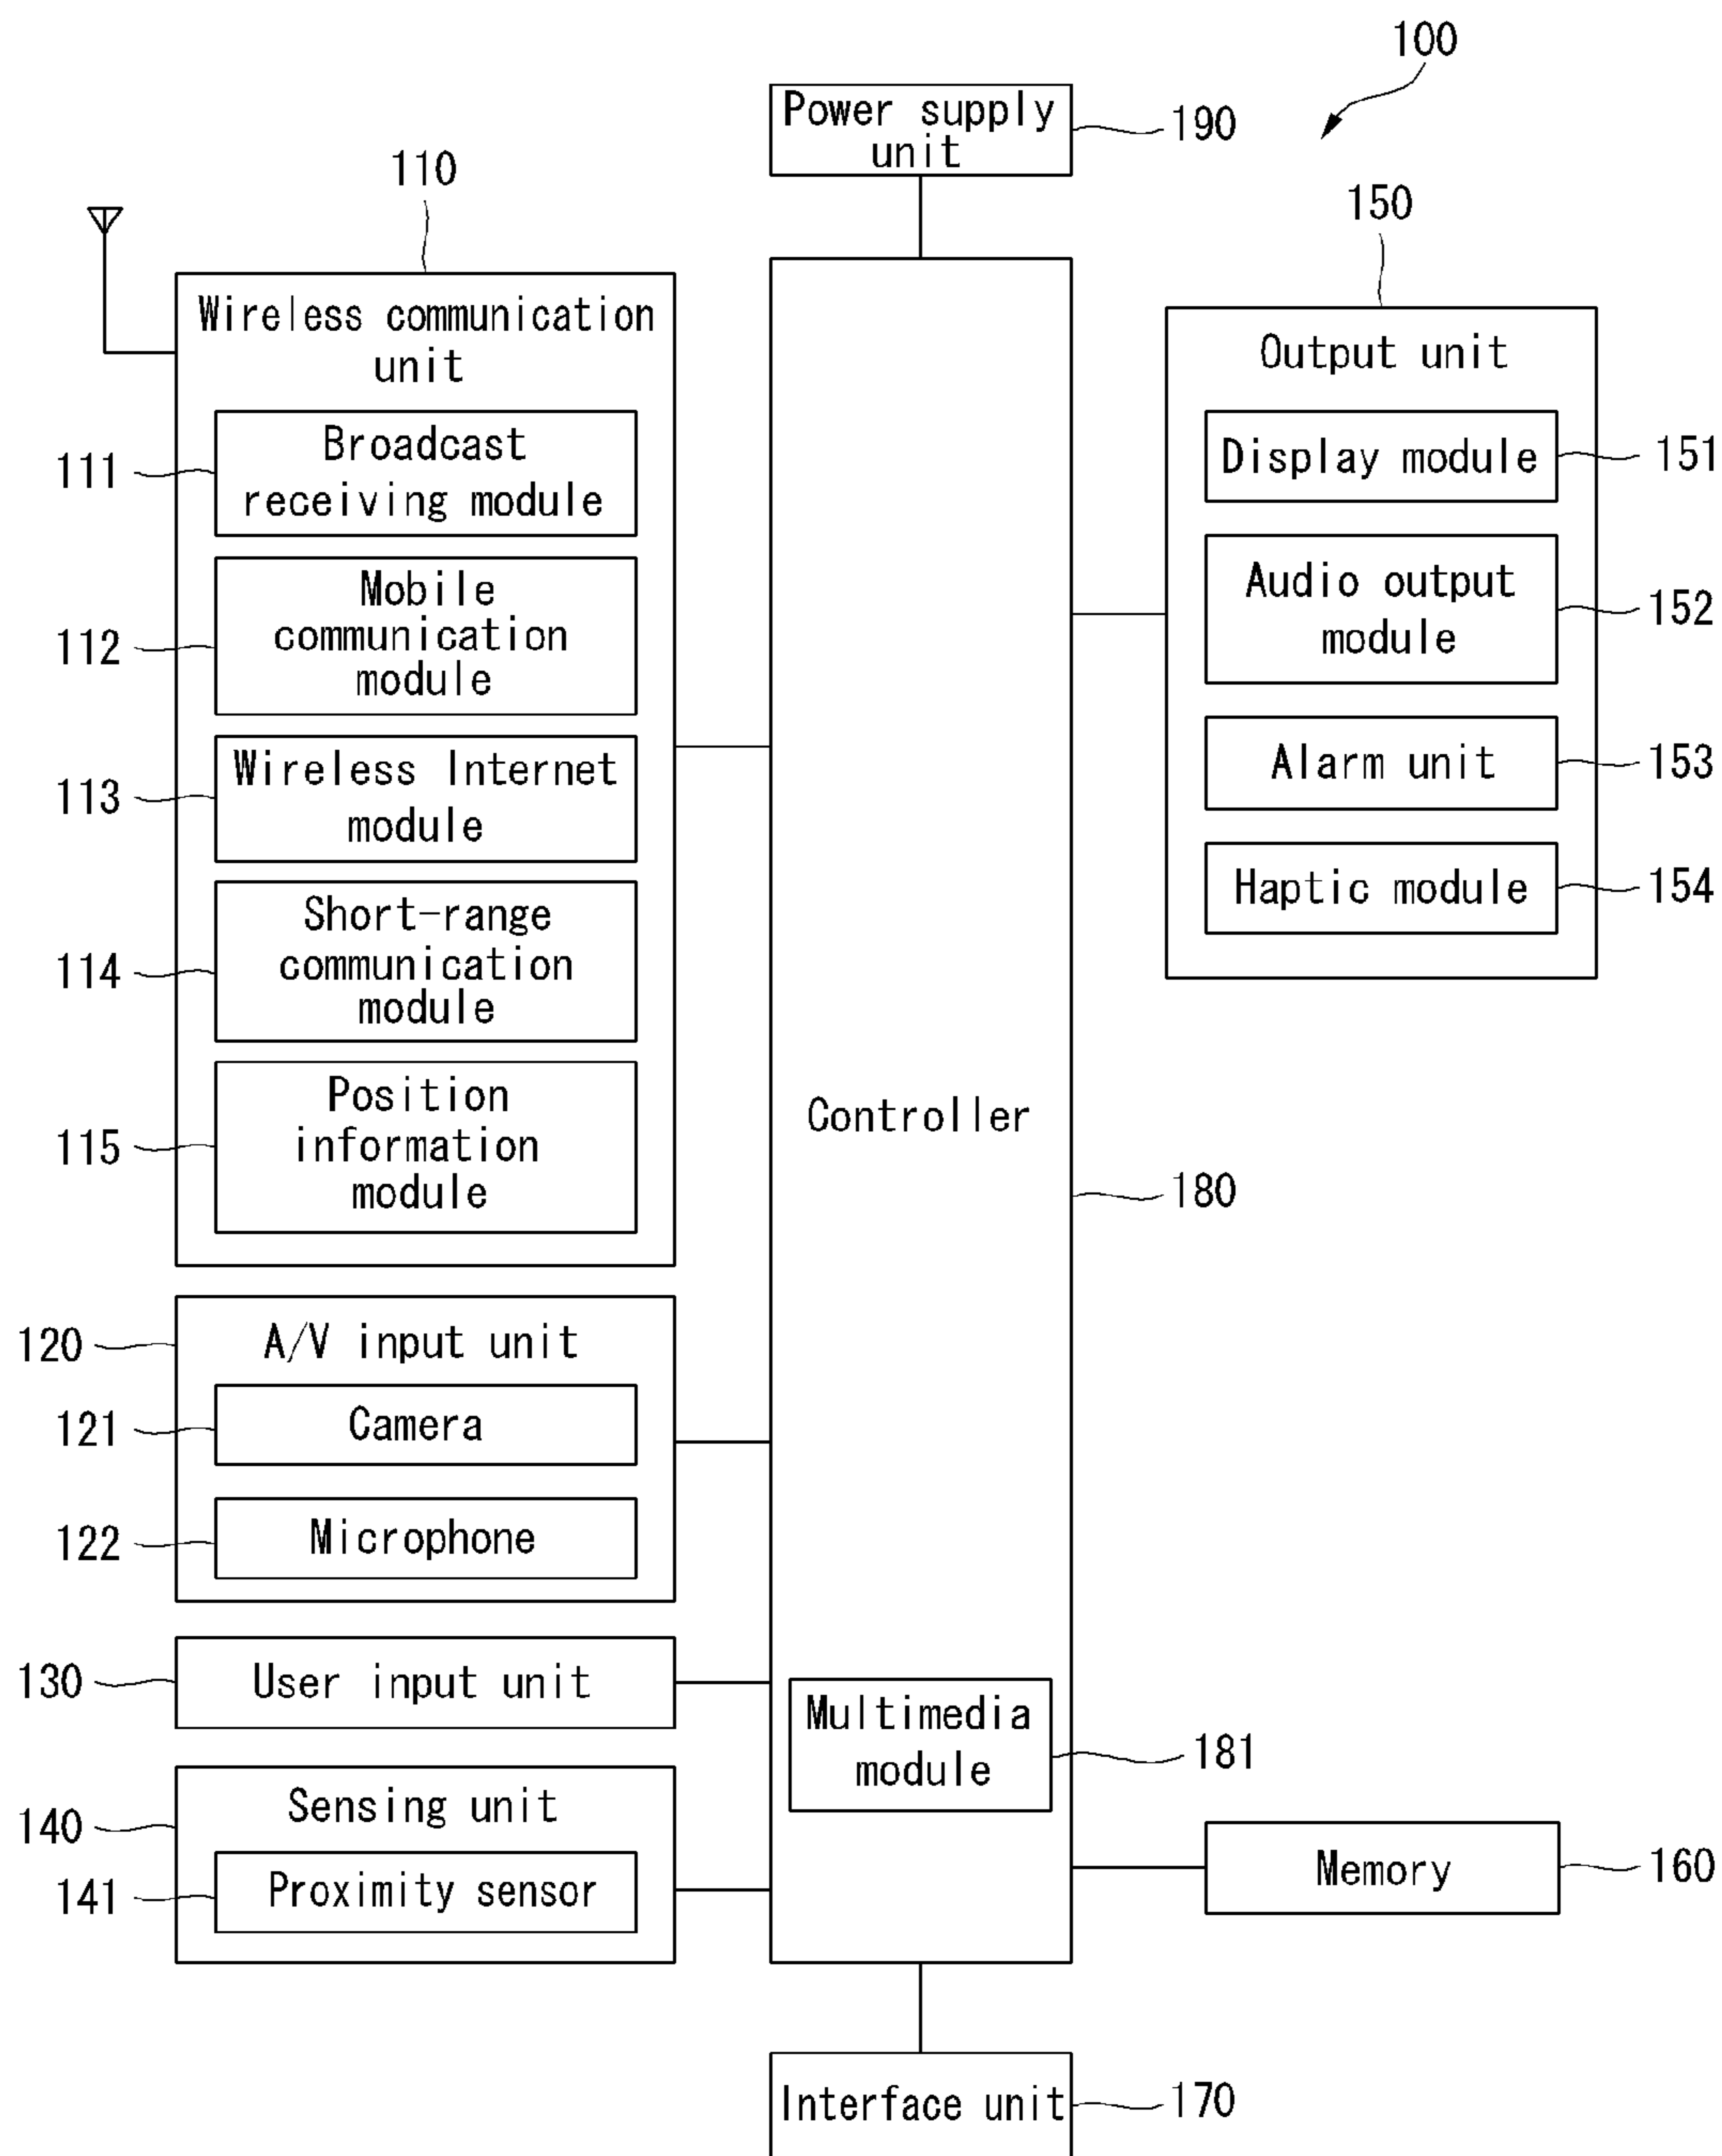 100
Power supply
unit
190
110
150
Wireless communication
unit
Output unit
Broadcast
receiving module
111
Display module
151
Mobile
communication
module
112
Audio output
module
152
Wireless Internet
module
113
Alarm unit
153
Short-range
communication
module
114
Haptic module
154
Position
information
module
115
Controller
180
120
A/V input unit
121
Camera
122
Microphone
130
User input unit
Multimedia
module
181
140
Sensing unit
141
Proximity sensor
Memory
160
Interface unit
170